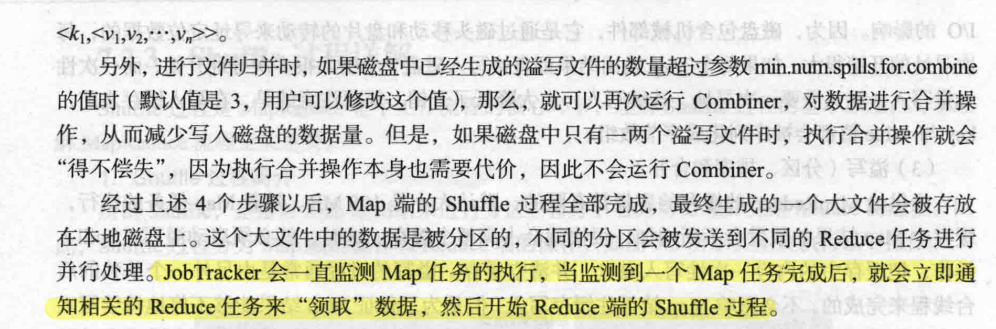 <k₁,<v₁,v₂,…,vₙ>>。
另外，进行文件归并时，如果磁盘中已经生成的溢写文件的数量超过参数 min.num.spills.for.combine
的值时（默认值是 3，用户可以修改这个值），那么，就可以再次运行 Combiner，对数据进行合并操
作，从而减少写入磁盘的数据量。但是，如果磁盘中只有一两个溢写文件时，执行合并操作就会
“得不偿失”，因为执行合并操作本身也需要代价，因此不会运行 Combiner。
经过上述 4 个步骤以后，Map 端的 Shuffle 过程全部完成，最终生成的一个大文件会被存放
在本地磁盘上。这个大文件中的数据是被分区的，不同的分区会被发送到不同的 Reduce 任务进行
并行处理。JobTracker 会一直监测 Map 任务的执行，当监测到一个 Map 任务完成后，就会立即通
知相关的 Reduce 任务来“领取”数据，然后开始 Reduce 端的 Shuffle 过程。